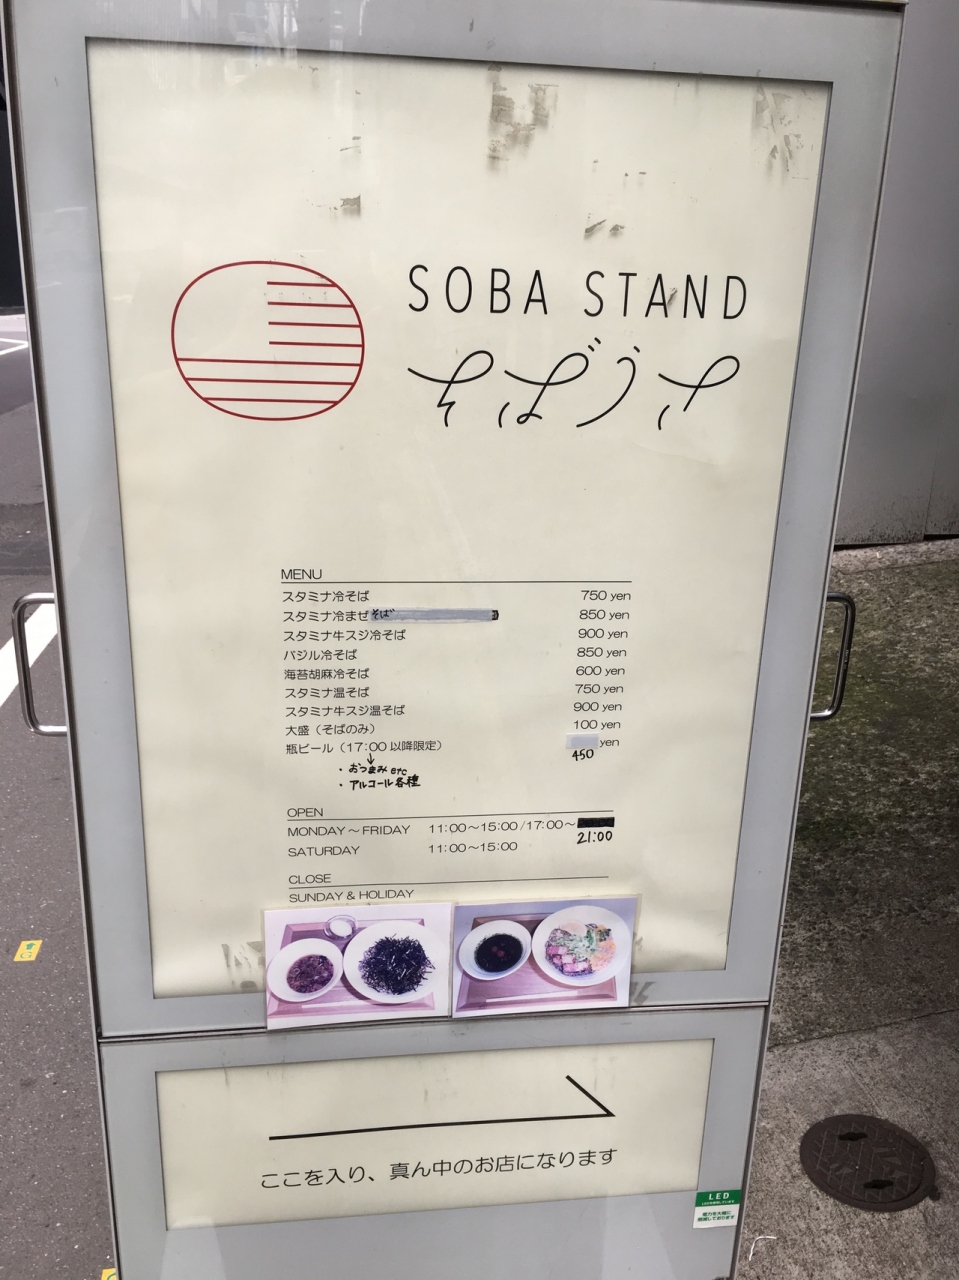 SOBA STAND
そばうさ
MENU
スタミナ冷そば 750 yen
スタミナ冷まぜそば 850 yen
スタミナ牛スジ冷そば 900 yen
バジル冷そば 850 yen
海苔胡麻冷そば 600 yen
スタミナ温そば 750 yen
スタミナ牛スジ温そば 900 yen
大盛（そばのみ） 100 yen
瓶ビール（17:00 以降限定） yen
450
・おつまみ etc
・アルコール各種
OPEN
MONDAY～FRIDAY 11:00～15:00/17:00～
21:00
SATURDAY 11:00～15:00
CLOSE
SUNDAY & HOLIDAY
ここを入り、真ん中のお店になります
LED
G